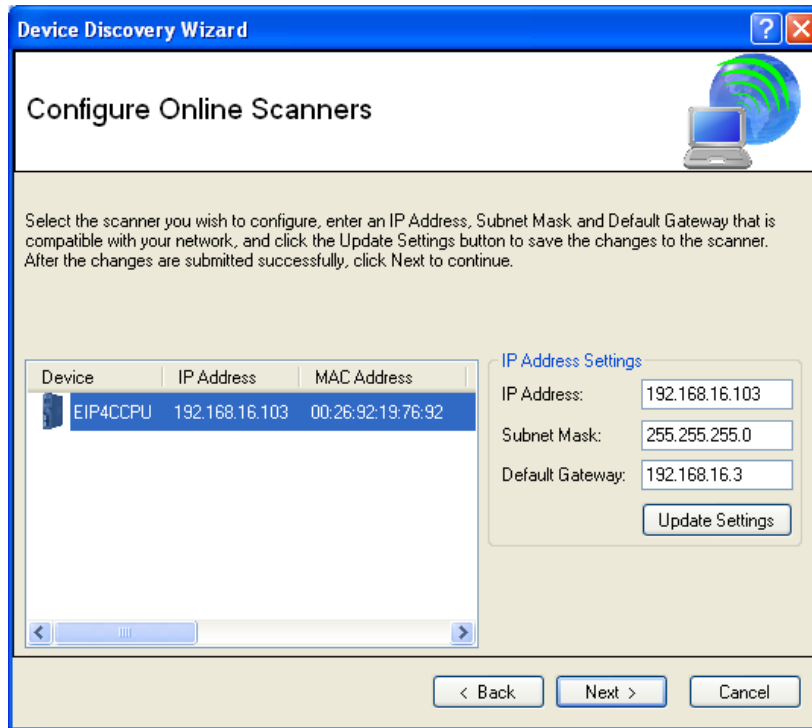 Device Discovery Wizard
Configure Online Scanners
Select the scanner you wish to configure, enter an IP Address, Subnet Mask and Default Gateway that is
compatible with your network, and click the Update Settings button to save the changes to the scanner.
After the changes are submitted successfully, click Next to continue.
Device IP Address MAC Address
EIP4CCPU 192.168.16.103 00:26:92:19:76:92
IP Address Settings
IP Address: 192.168.16.103
Subnet Mask: 255.255.255.0
Default Gateway: 192.168.16.3
Update Settings
< Back Next > Cancel